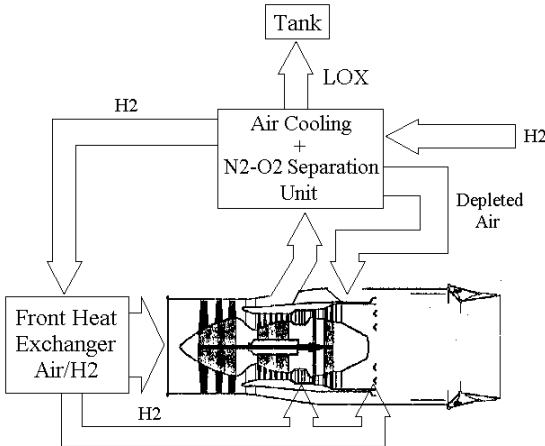 Tank
LOX
H2
Air Cooling
+
N2-O2 Separation
Unit
H2
Depleted
Air
Front Heat
Exchanger
Air/H2
H2